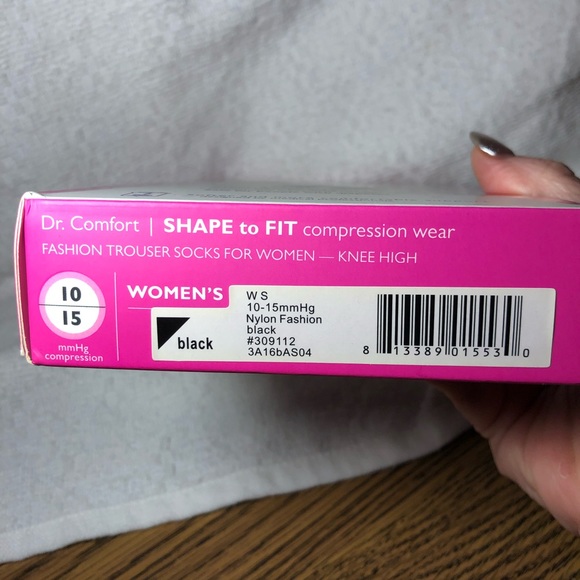 Dr. Comfort | SHAPE to FIT compression wear
FASHION TROUSER SOCKS FOR WOMEN — KNEE HIGH
10
15
mmHg
compression
WOMEN'S
black
W S
10-15mmHg
Nylon Fashion
black
#309112
3A16bAS04
8 13389 01553 0